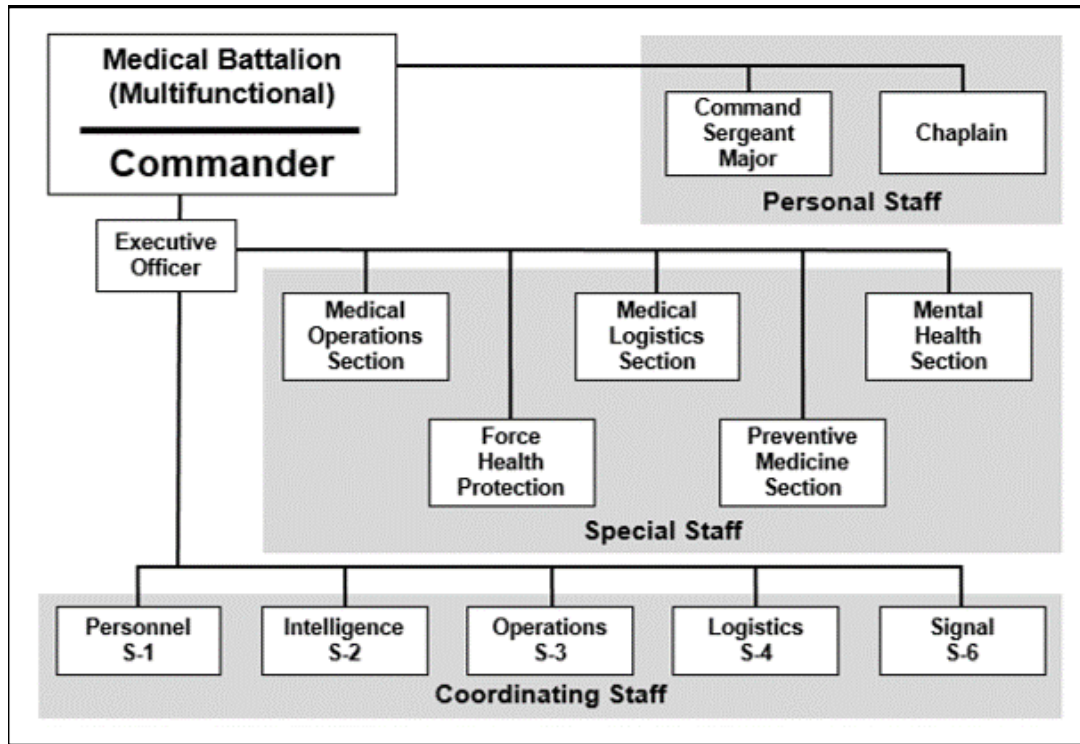 Medical Battalion
(Multifunctional)
Commander
Command
Sergeant
Major
Chaplain
Personal Staff
Executive
Officer
Medical
Operations
Section
Medical
Logistics
Section
Mental
Health
Section
Force
Health
Protection
Preventive
Medicine
Section
Special Staff
Personnel
S-1
Intelligence
S-2
Operations
S-3
Logistics
S-4
Signal
S-6
Coordinating Staff